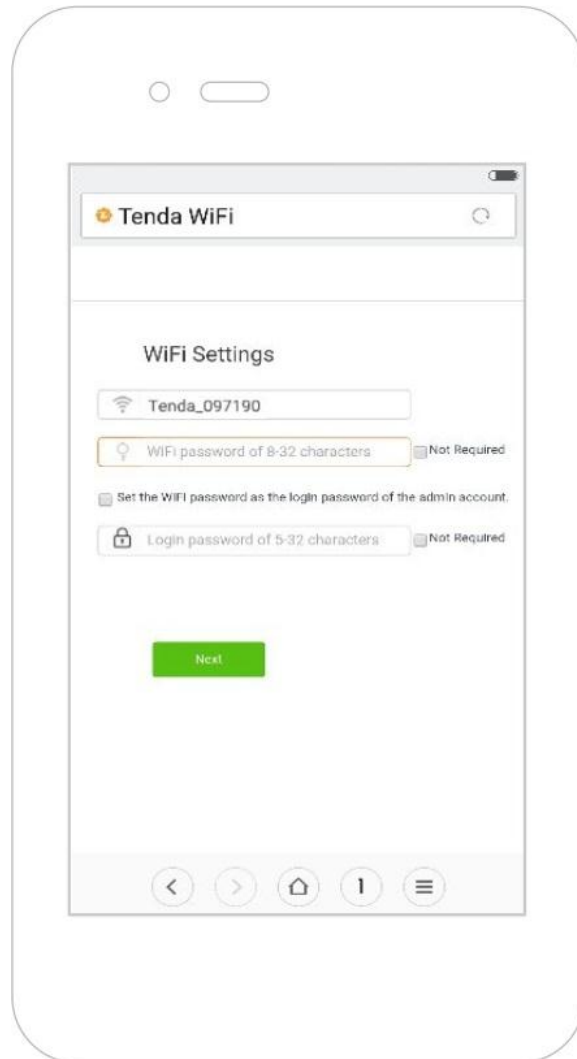 Tenda WiFi
WiFi Settings
Tenda_097190
WiFi password of 8-32 characters Not Required
Set the WiFi password as the login password of the admin account.
Login password of 5-32 characters Not Required
Next
1